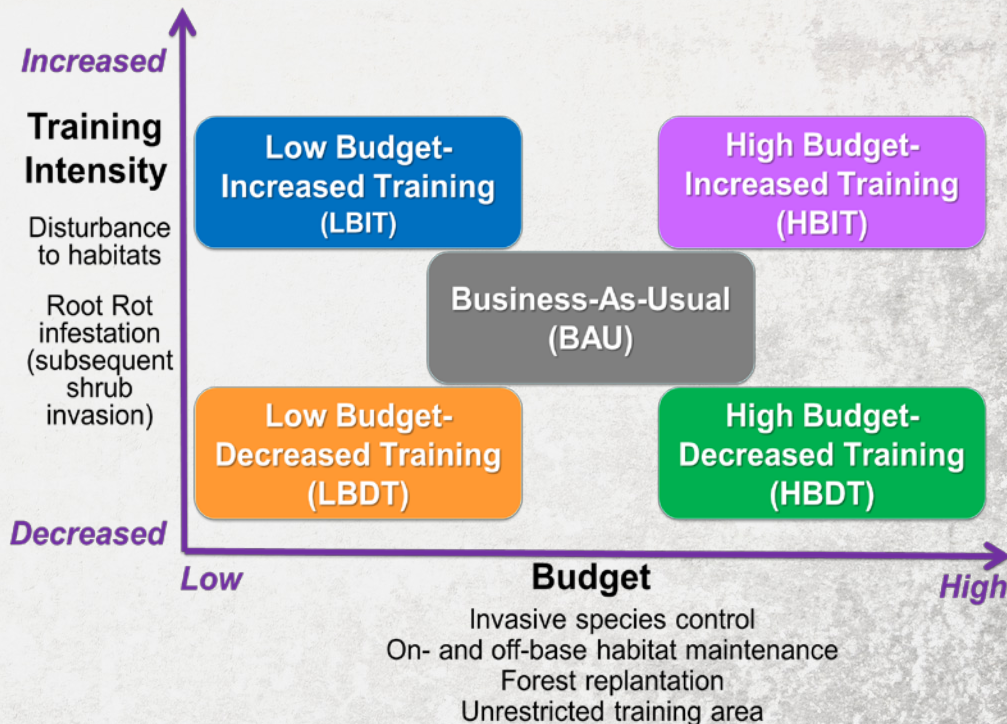 Increased
Training
Intensity
Disturbance
to habitats
Root Rot
infestation
(subsequent
shrub
invasion)
Decreased
Low Budget-
Increased Training
(LBIT)
High Budget-
Increased Training
(HBIT)
Business-As-Usual
(BAU)
Low Budget-
Decreased Training
(LBDT)
High Budget-
Decreased Training
(HBDT)
Low
Budget
High
Invasive species control
On- and off-base habitat maintenance
Forest replantation
Unrestricted training area